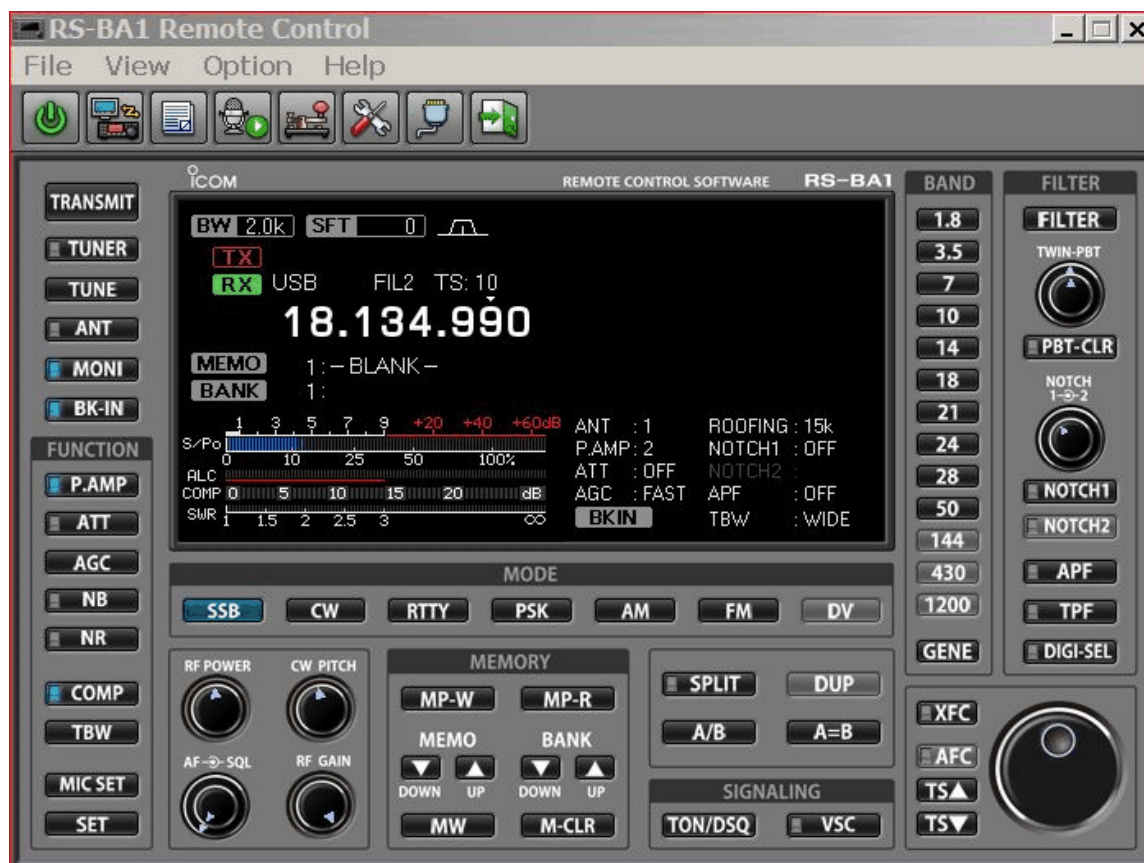 RS-BA1 Remote Control
File View Option Help
ICOM REMOTE CONTROL SOFTWARE RS-BA1
TRANSMIT
TUNER
TUNE
ANT
MONI
BK-IN
FUNCTION
P.AMP
ATT
AGC
NB
NR
COMP
TBW
MIC SET
SET
BW 2.0k SFT 0
TX
RX USB FIL2 TS: 10
18.134.990
MEMO 1:–BLANK–
BANK 1:
1 3 5 7 9 +20 +40 +60dB
S/Po
0 10 25 50 100%
ALC
COMP 0 5 10 15 20 dB
SWR 1 1.5 2 2.5 3 ∞
ANT :1 ROOFING : 15k
P.AMP: 2 NOTCH1 : OFF
ATT : OFF NOTCH2 :
AGC : FAST APF : OFF
BKIN TBW : WIDE
MODE
SSB CW RTTY PSK AM FM DV
RF POWER CW PITCH
AF SQL RF GAIN
MEMORY
MP-W MP-R
MEMO BANK
DOWN UP DOWN UP
MW M-CLR
SPLIT DUP
A/B A=B
SIGNALING
TON/DSQ VSC
BAND
1.8
3.5
7
10
14
18
21
24
28
50
144
430
1200
GENE
FILTER
FILTER
TWIN-PBT
PBT-CLR
NOTCH
1-2
NOTCH1
NOTCH2
APF
TPF
DIGI-SEL
XFC
AFC
TS▲
TS▼